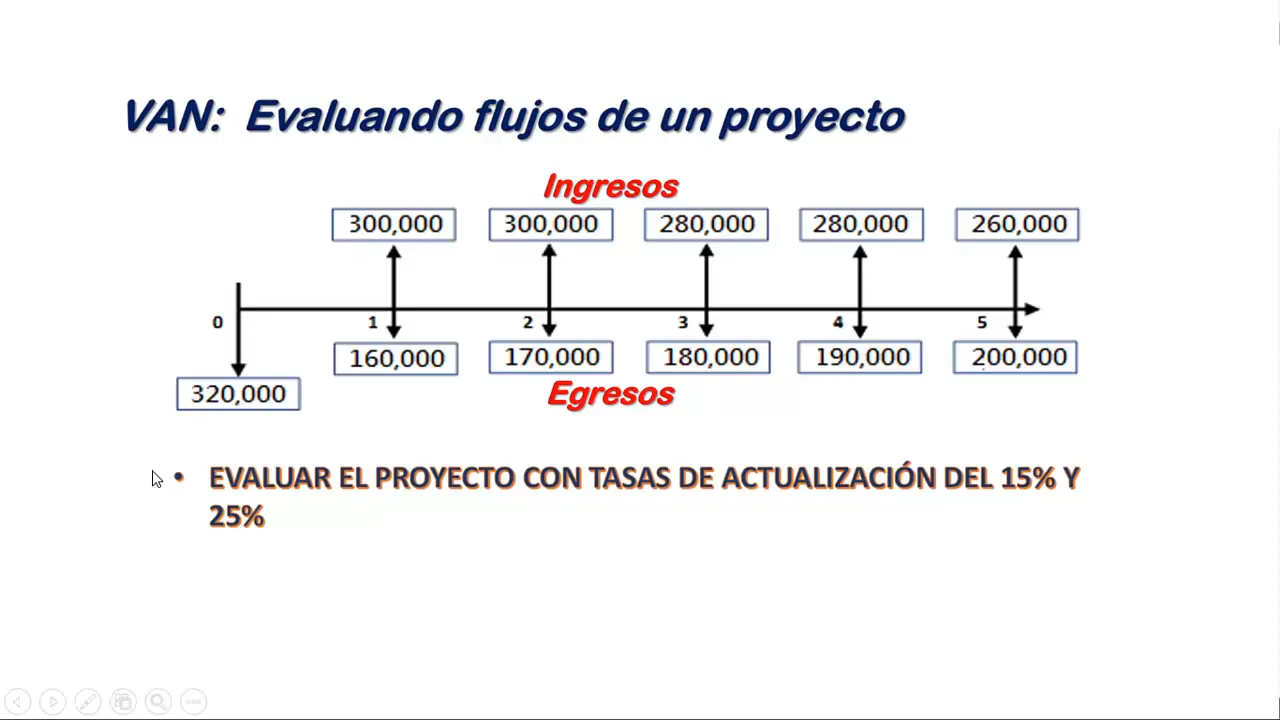 VAN: Evaluando flujos de un proyecto
Ingresos
300,000 300,000 280,000 280,000 260,000
0 1 2 3 4 5
160,000 170,000 180,000 190,000 200,000
320,000
Egresos
• EVALUAR EL PROYECTO CON TASAS DE ACTUALIZACIÓN DEL 15% Y
25%